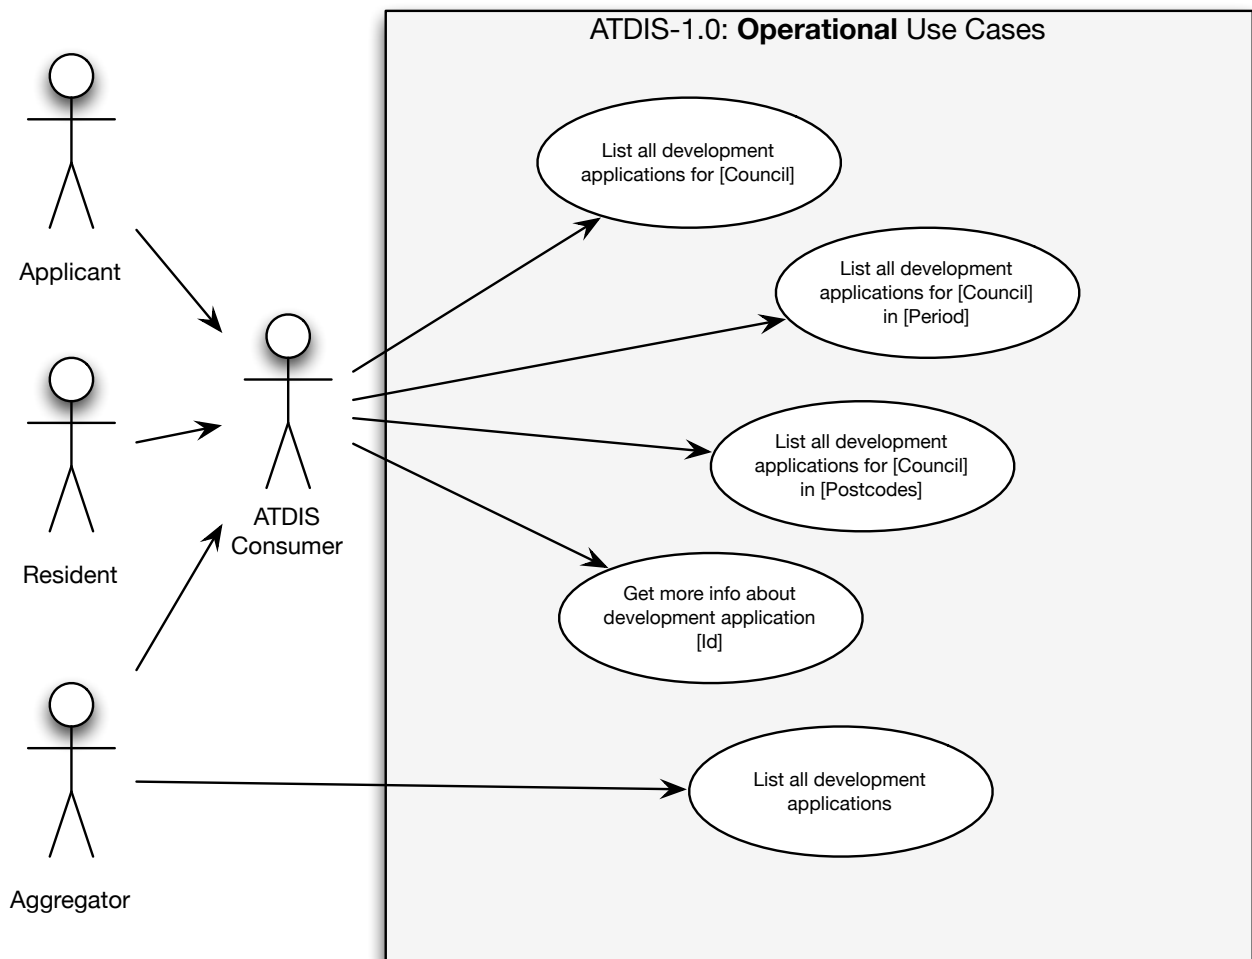 ATDIS-1.0: Operational Use Cases
List all development
applications for [Council]
Applicant
List all development
applications for [Council]
in [Period]
ATDIS
Consumer
List all development
applications for [Council]
in [Postcodes]
Resident
Get more info about
development application
[Id]
List all development
applications
Aggregator